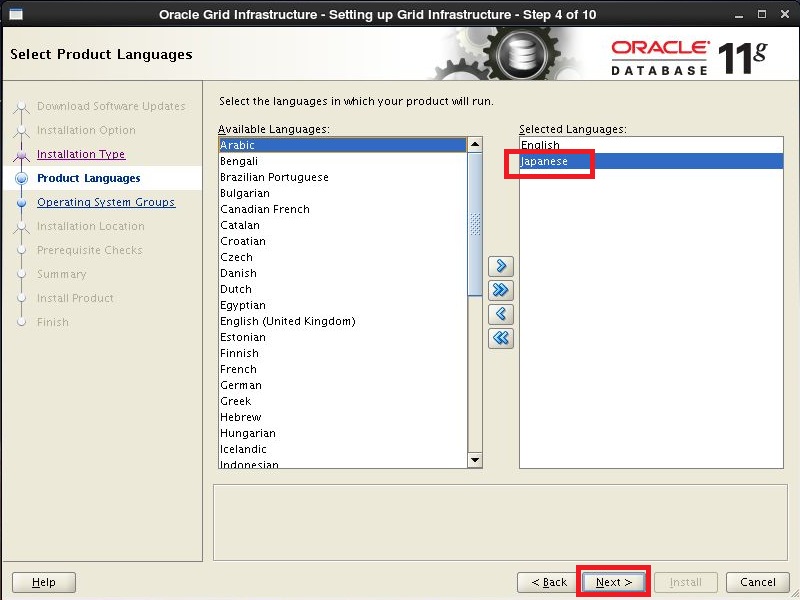 Oracle Grid Infrastructure - Setting up Grid Infrastructure - Step 4 of 10
Select Product Languages
ORACLE
DATABASE
11g
Download Software Updates
Installation Option
Installation Type
Product Languages
Operating System Groups
Installation Location
Prerequisite Checks
Summary
Install Product
Finish
Select the languages in which your product will run.
Available Languages:
Arabic
Bengali
Brazilian Portuguese
Bulgarian
Canadian French
Catalan
Croatian
Czech
Danish
Dutch
Egyptian
English (United Kingdom)
Estonian
Finnish
French
German
Greek
Hebrew
Hungarian
Icelandic
Indonesian
Selected Languages:
English
Japanese
Help
< Back
Next >
Install
Cancel